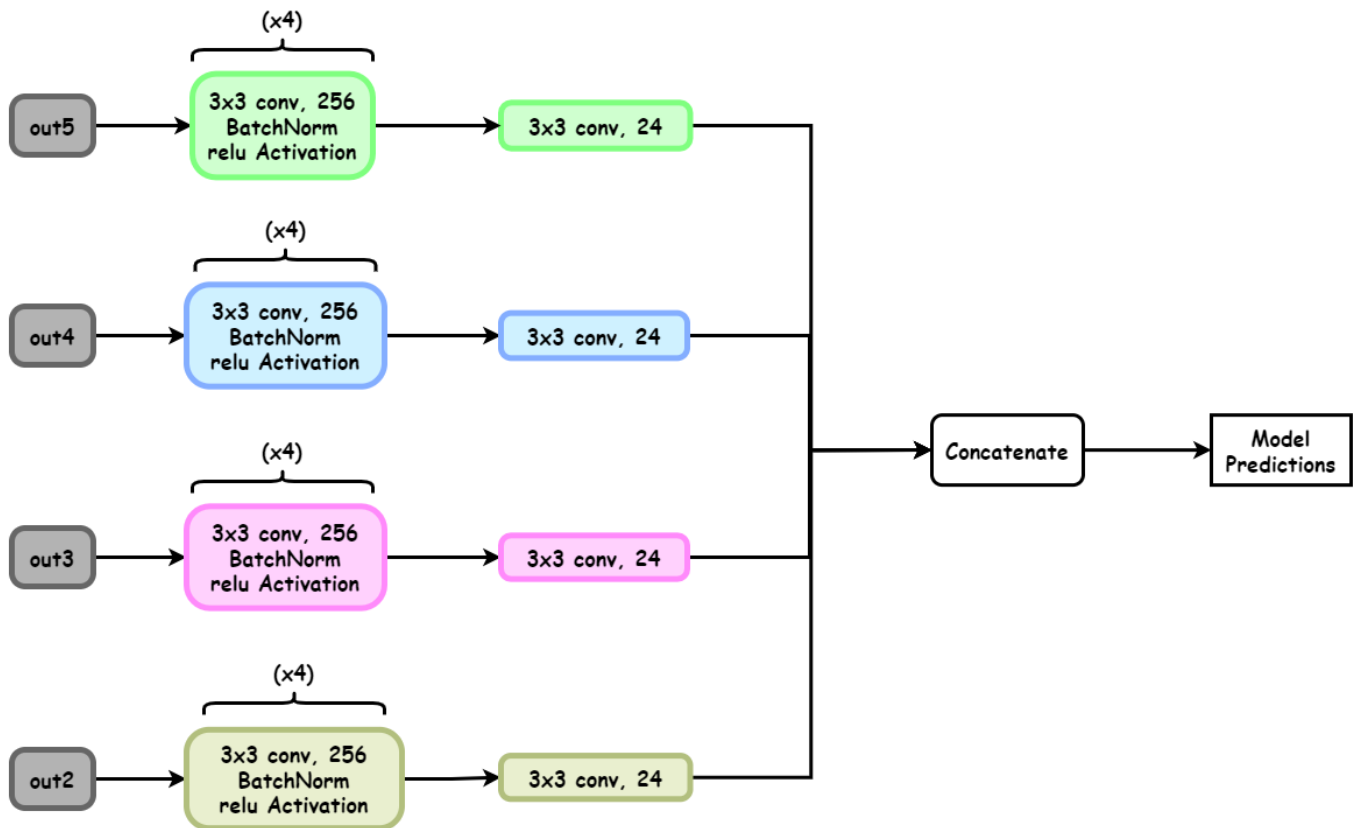 (x4)
out5
3x3 conv, 256
BatchNorm
relu Activation
3x3 conv, 24
(x4)
out4
3x3 conv, 256
BatchNorm
relu Activation
3x3 conv, 24
Concatenate
Model
Predictions
(x4)
out3
3x3 conv, 256
BatchNorm
relu Activation
3x3 conv, 24
(x4)
out2
3x3 conv, 256
BatchNorm
relu Activation
3x3 conv, 24